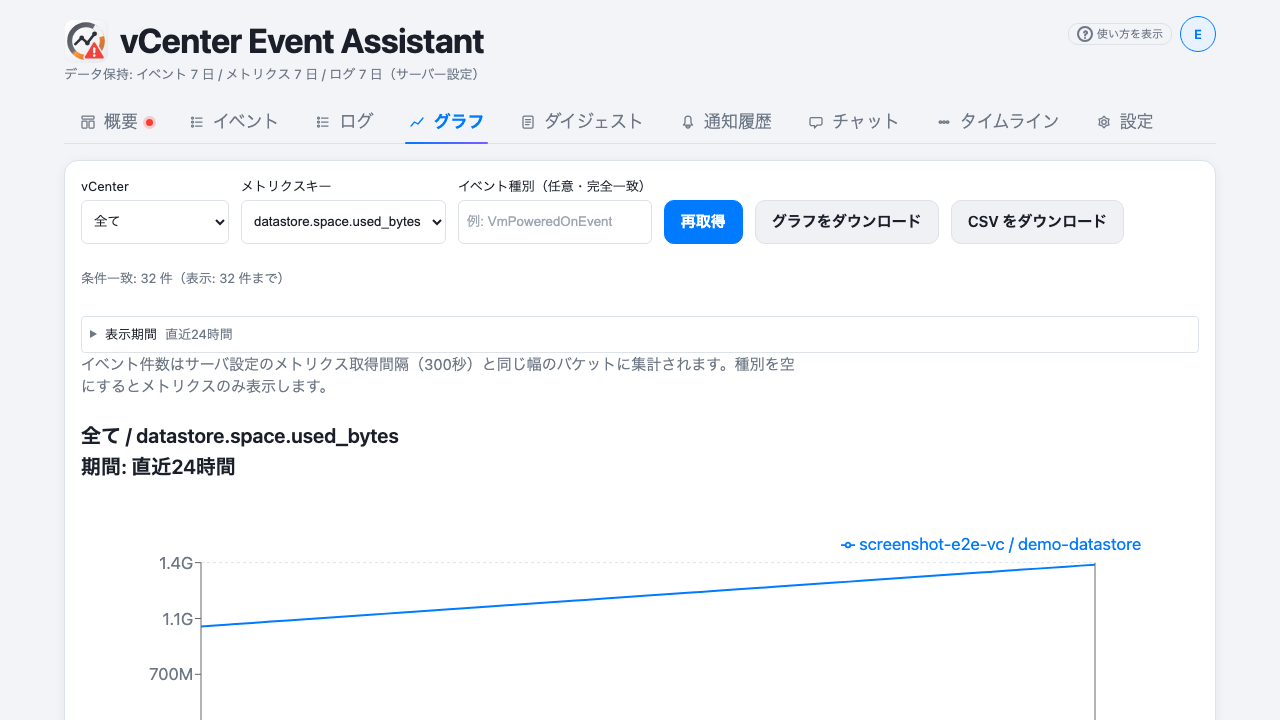 vCenter Event Assistant
使い方を表示
E
データ保持: イベント 7 日 / メトリクス 7 日 / ログ 7 日（サーバー設定）
概要
イベント
ログ
グラフ
ダイジェスト
通知履歴
チャット
タイムライン
設定
vCenter
メトリクスキー
イベント種別（任意・完全一致）
全て
datastore.space.used_bytes
例: VmPoweredOnEvent
再取得
グラフをダウンロード
CSV をダウンロード
条件一致: 32 件（表示: 32 件まで）
表示期間 直近24時間
イベント件数はサーバ設定のメトリクス取得間隔（300秒）と同じ幅のバケットに集計されます。種別を空
にするとメトリクスのみ表示します。
全て / datastore.space.used_bytes
期間: 直近24時間
screenshot-e2e-vc / demo-datastore
1.4G
1.1G
700M